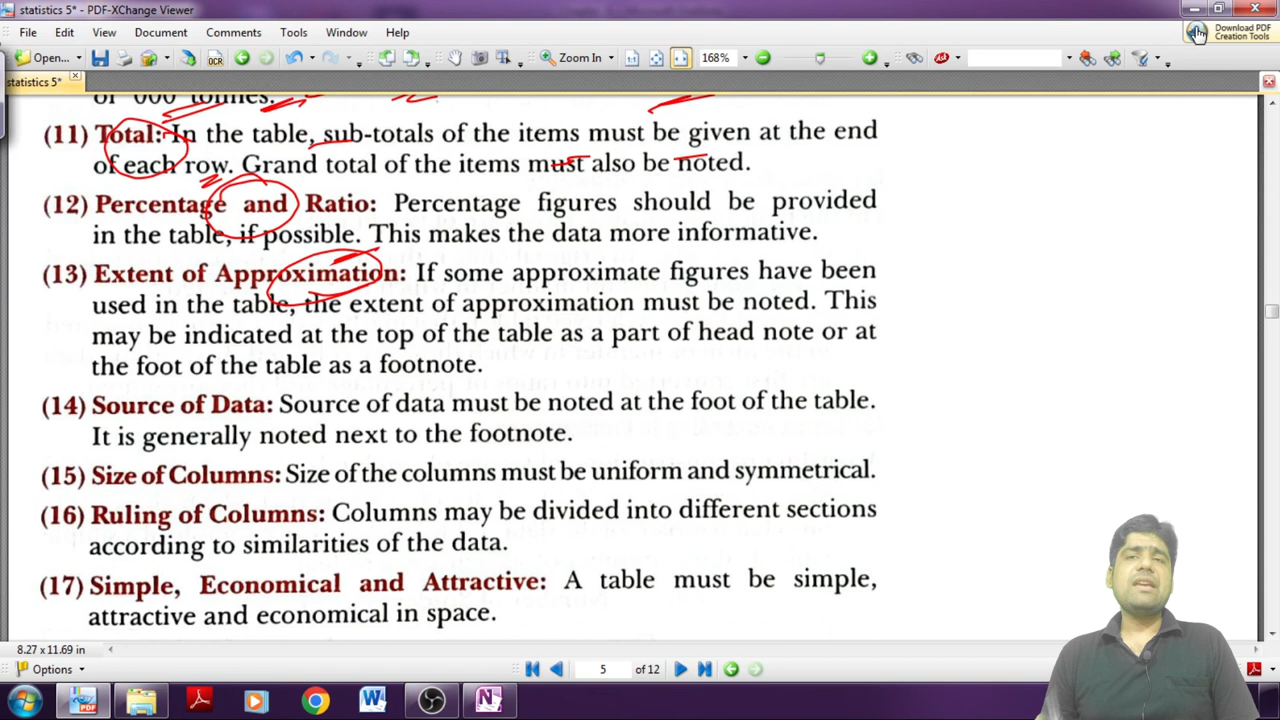 statistics 5* - PDF-XChange Viewer
File Edit View Document Comments Tools Window Help
Download PDF
Creation Tools
Open... OCR Zoom In 168%
statistics 5*
of '000 tonnes.
(11) Total: In the table, sub-totals of the items must be given at the end
of each row. Grand total of the items must also be noted.
(12) Percentage and Ratio: Percentage figures should be provided
in the table, if possible. This makes the data more informative.
(13) Extent of Approximation: If some approximate figures have been
used in the table, the extent of approximation must be noted. This
may be indicated at the top of the table as a part of head note or at
the foot of the table as a footnote.
(14) Source of Data: Source of data must be noted at the foot of the table.
It is generally noted next to the footnote.
(15) Size of Columns: Size of the columns must be uniform and symmetrical.
(16) Ruling of Columns: Columns may be divided into different sections
according to similarities of the data.
(17) Simple, Economical and Attractive: A table must be simple,
attractive and economical in space.
8.27 x 11.69 in
Options 5 of 12